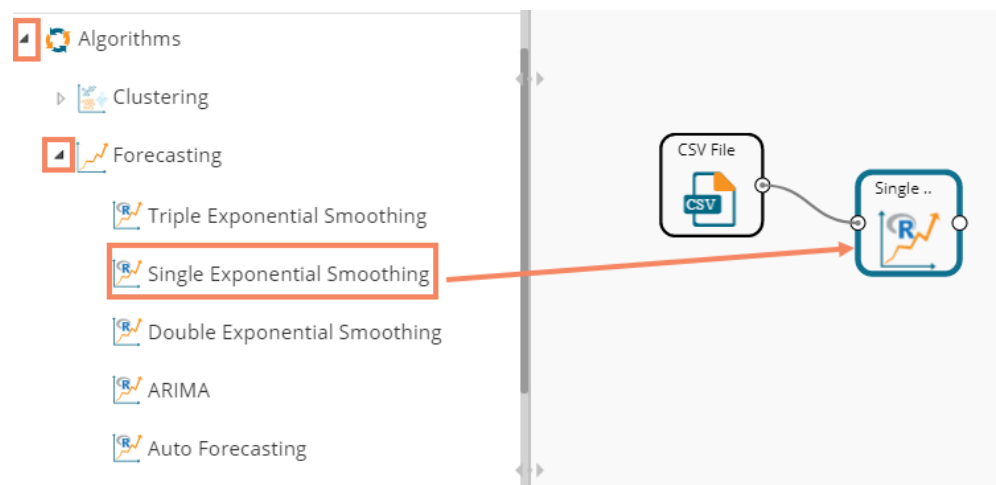 Algorithms
Clustering
Forecasting
Triple Exponential Smoothing
Single Exponential Smoothing
Double Exponential Smoothing
ARIMA
Auto Forecasting
CSV File
CSV
Single ..
R